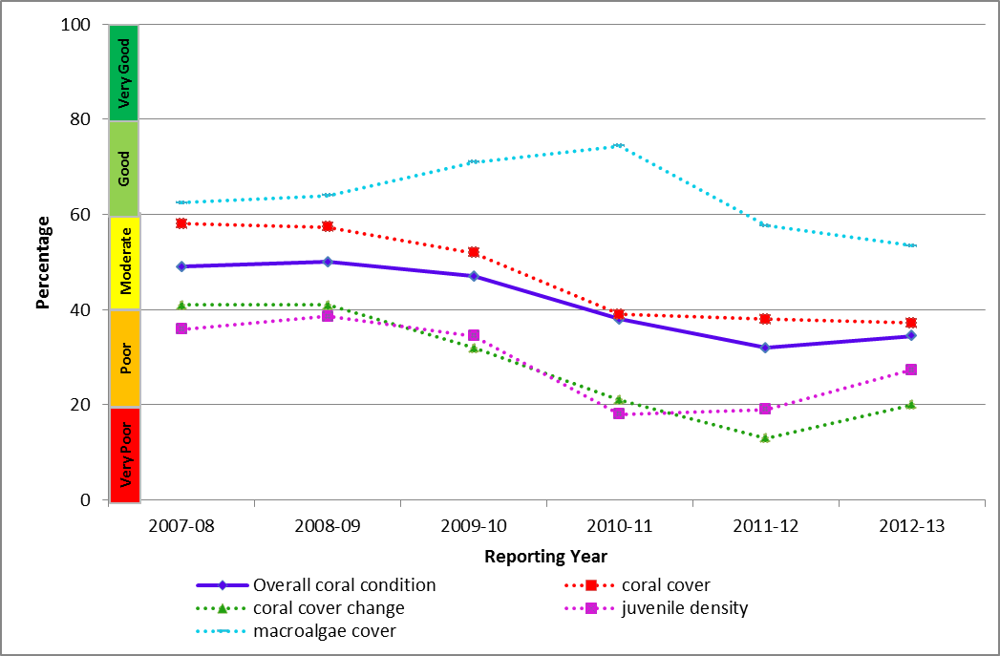 100
80
60
40
20
0
Very Good
Good
Moderate
Poor
Very Poor
Percentage
2007-08 2008-09 2009-10 2010-11 2011-12 2012-13
Reporting Year
Overall coral condition coral cover
coral cover change juvenile density
macroalgae cover